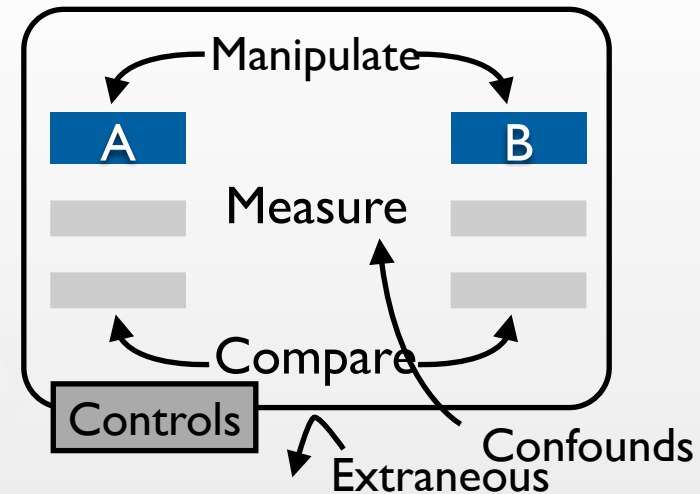 Manipulate
A
B
Measure
Compare
Controls
Confounds
Extraneous